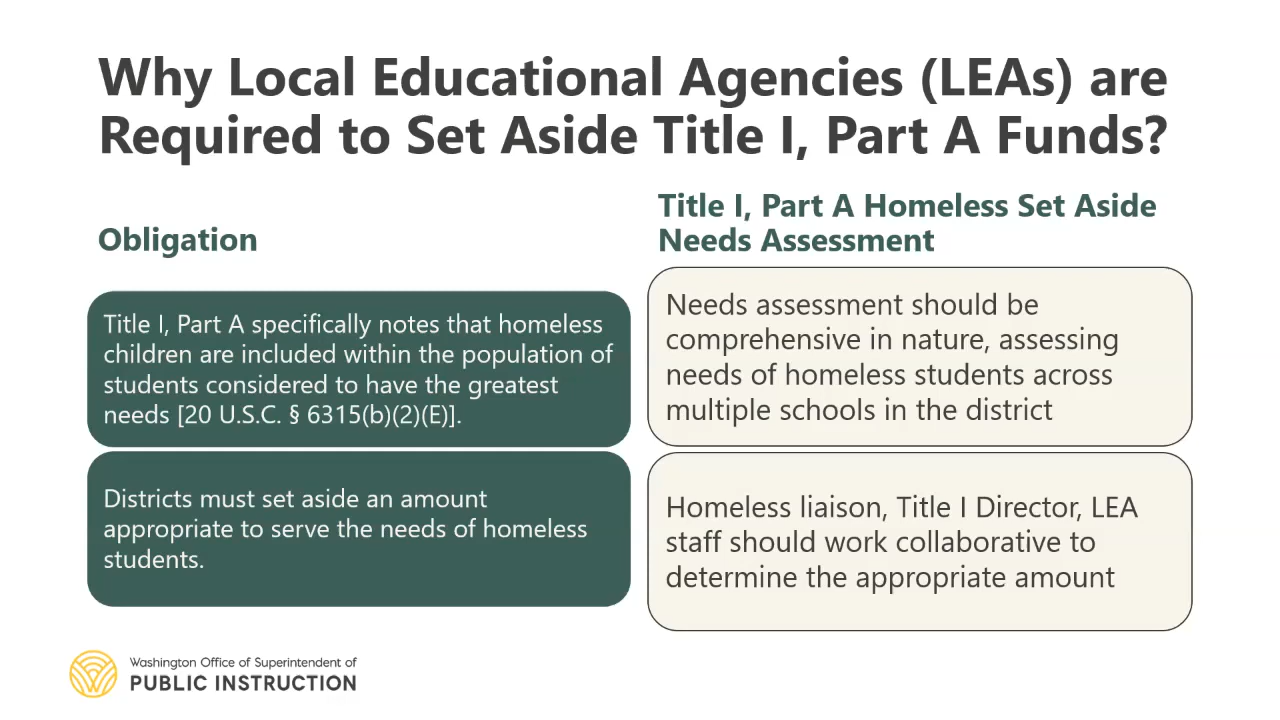 Why Local Educational Agencies (LEAs) are
Required to Set Aside Title I, Part A Funds?
Obligation
Title I, Part A specifically notes that homeless
children are included within the population of
students considered to have the greatest
needs [20 U.S.C. § 6315(b)(2)(E)].
Districts must set aside an amount
appropriate to serve the needs of homeless
students.
Title I, Part A Homeless Set Aside
Needs Assessment
Needs assessment should be
comprehensive in nature, assessing
needs of homeless students across
multiple schools in the district
Homeless liaison, Title I Director, LEA
staff should work collaborative to
determine the appropriate amount
Washington Office of Superintendent of
PUBLIC INSTRUCTION